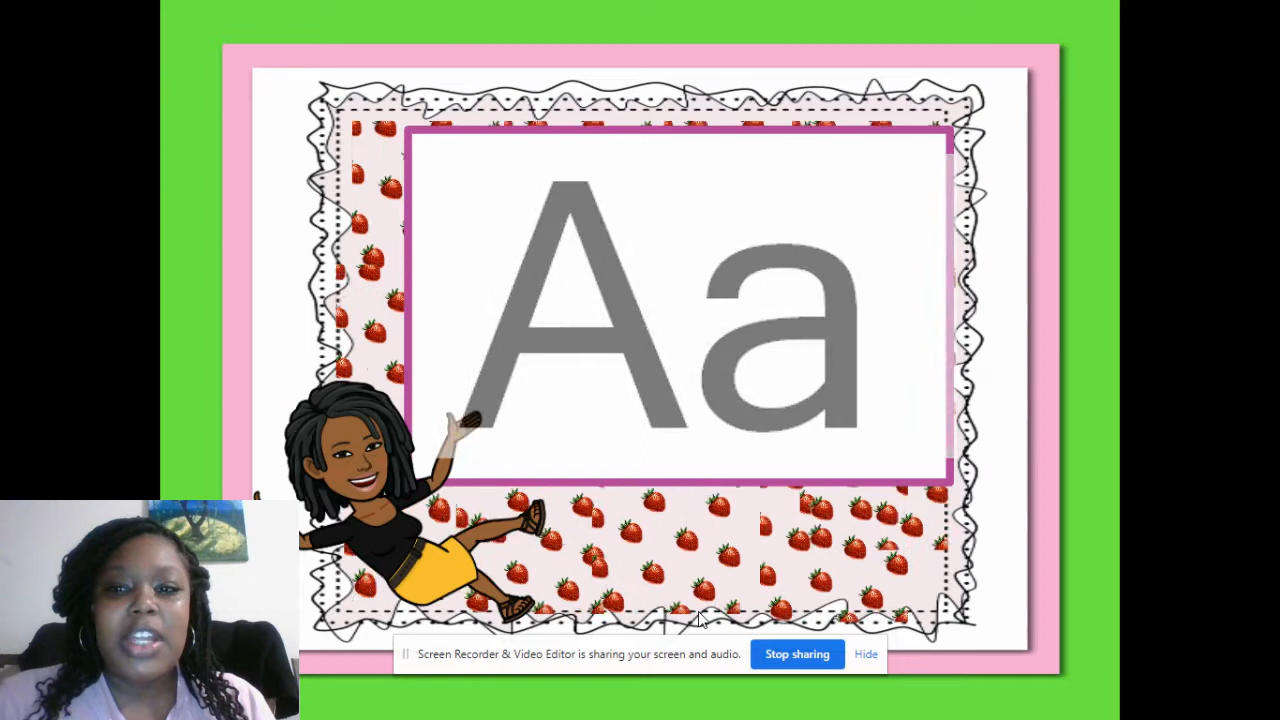 Aa
Screen Recorder & Video Editor is sharing your screen and audio.
Stop sharing
Hide